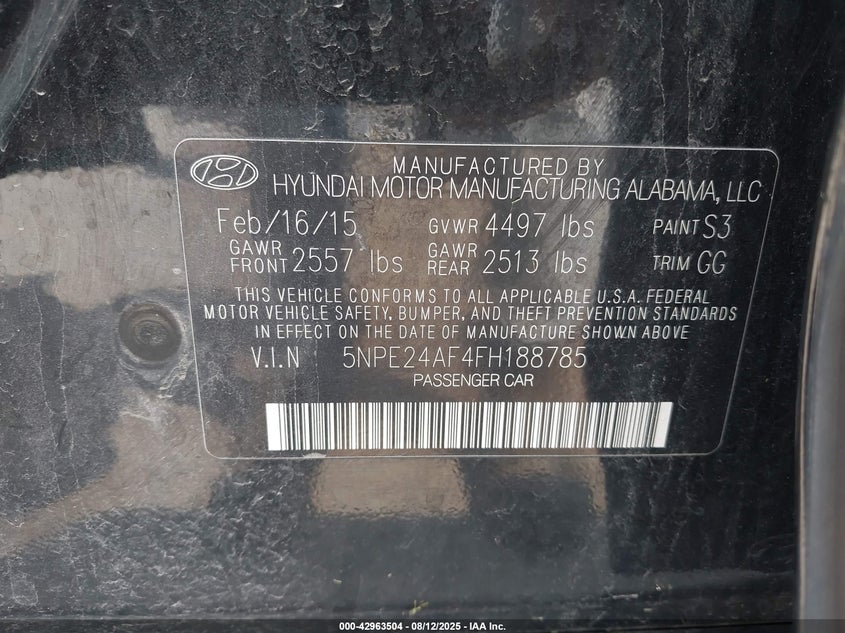 MANUFACTURED BY
HYUNDAI MOTOR MANUFACTURING ALABAMA, LLC
Feb/16/15 GVWR 4497 lbs PAINT S3
GAWR FRONT 2557 lbs GAWR REAR 2513 lbs TRIM GG
THIS VEHICLE CONFORMS TO ALL APPLICABLE U.S.A. FEDERAL
MOTOR VEHICLE SAFETY, BUMPER, AND THEFT PREVENTION STANDARDS
IN EFFECT ON THE DATE OF MANUFACTURE SHOWN ABOVE
V.I.N 5NPE24AF4FH188785
PASSENGER CAR
000-42963504 - 08/12/2025 - IAA Inc.